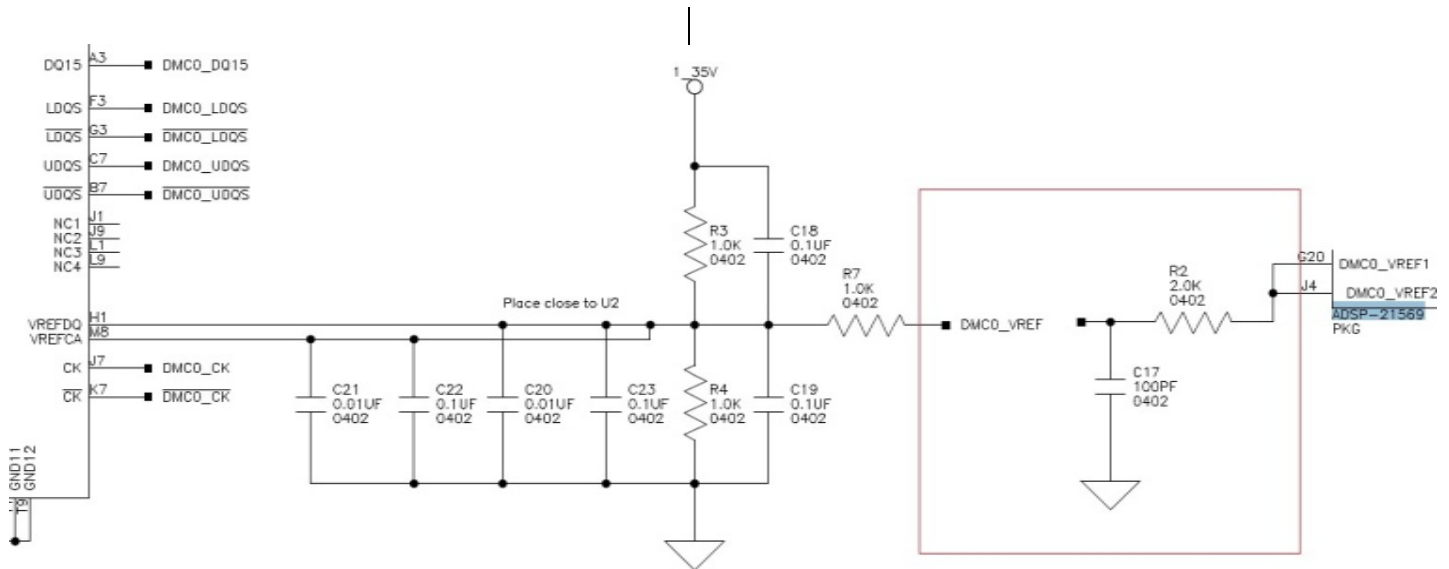 1_35V
DQ15 A3 DMC0_DQ15
LDQS F3 DMC0_LDQS
LDQS G3 DMC0_LDQS
UDQS C7 DMC0_UDQS
UDQS B7 DMC0_UDQS
NC1 J1
NC2 J9
NC3 L1
NC4 L9
R3
1.0K
0402
C18
0.1UF
0402
Place close to U2
VREFDQ H1
VREFCA M8
CK J7 DMC0_CK
CK K7 DMC0_CK
C21
0.01UF
0402
C22
0.1UF
0402
C20
0.01UF
0402
C23
0.1UF
0402
R4
1.0K
0402
C19
0.1UF
0402
R7
1.0K
0402
DMC0_VREF
C17
100PF
0402
R2
2.0K
0402
G20 DMC0_VREF1
J4 DMC0_VREF2
ADSP-21569
PKG
GND11
GND12
T9